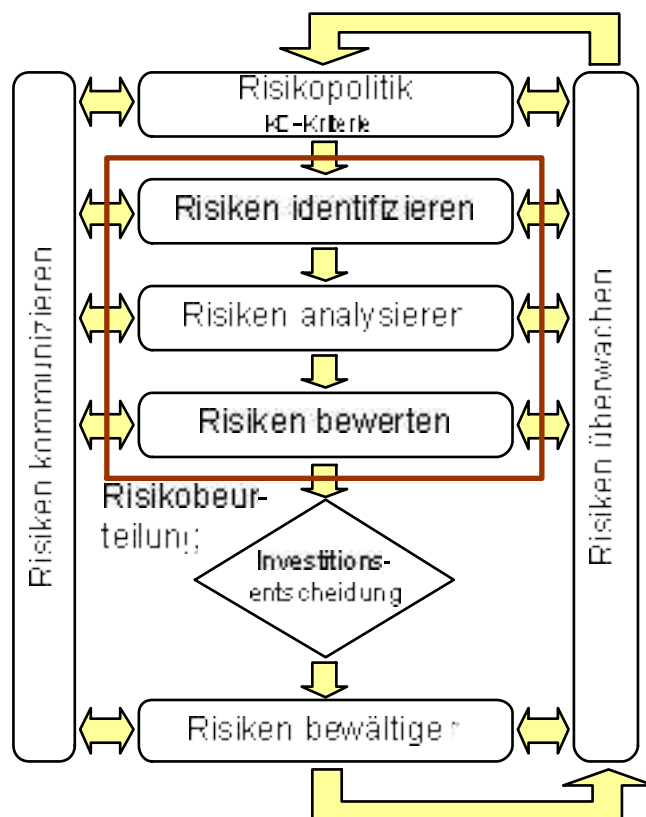 Risikopolitik
Risiken identifizieren
Risiken analysieren
Risiken bewerten
Risikobeur-
teilung
Investitions-
entscheidung
Risiken bewältigen
Risiken kommunizieren
Risiken überwachen